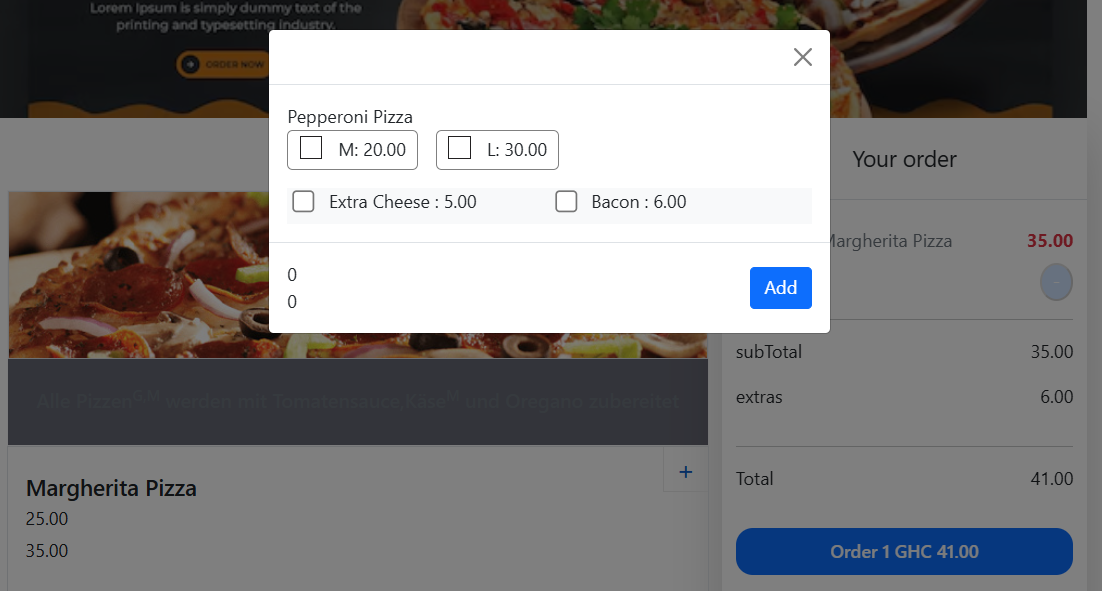 Lorem Ipsum is simply dummy text of the
printing and typesetting industry.
ORDER NOW
Pepperoni Pizza
M: 20.00
L: 30.00
Extra Cheese : 5.00
Bacon : 6.00
0
0
Add
Your order
Margherita Pizza
35.00
-
subTotal
35.00
extras
6.00
Total
41.00
Order 1 GHC 41.00
Alle Pizzen G,M werden mit Tomatensauce,Käse M und Oregano zubereitet
+
Margherita Pizza
25.00
35.00